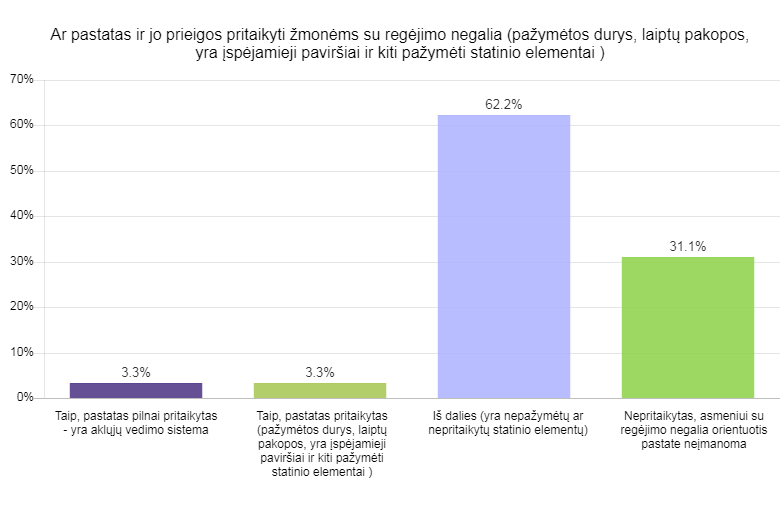 Ar pastatas ir jo prieigos pritaikyti žmonėms su regėjimo negalia (pažymėtos durys, laiptų pakopos,
yra įspėjamieji paviršiai ir kiti pažymėti statinio elementai )
70%
60%
50%
40%
30%
20%
10%
0%
3.3%
3.3%
62.2%
31.1%
Taip, pastatas pilnai pritaikytas
- yra aklųjų vedimo sistema
Taip, pastatas pritaikytas
(pažymėtos durys, laiptų
pakopos, yra įspėjamieji
paviršiai ir kiti pažymėti
statinio elementai )
Iš dalies (yra nepažymėtų ar
nepritaikytų statinio elementų)
Nepritaikytas, asmeniui su
regėjimo negalia orientuotis
pastate neįmanoma